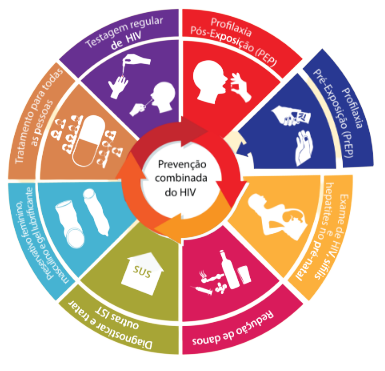 Prevenção
combinada
do HIV
Testagem regular
de HIV
Profilaxia
Pós-Exposição (PEP)
Profilaxia
Pré-Exposição (PrEP)
Exame de HIV, sífilis
e
hepatites no pré-natal
Redução de danos
Diagnosticar e tratar
outras IST
SUS
Preservativo feminino,
masculino e gel lubrificante
Tratamento para todas
as pessoas